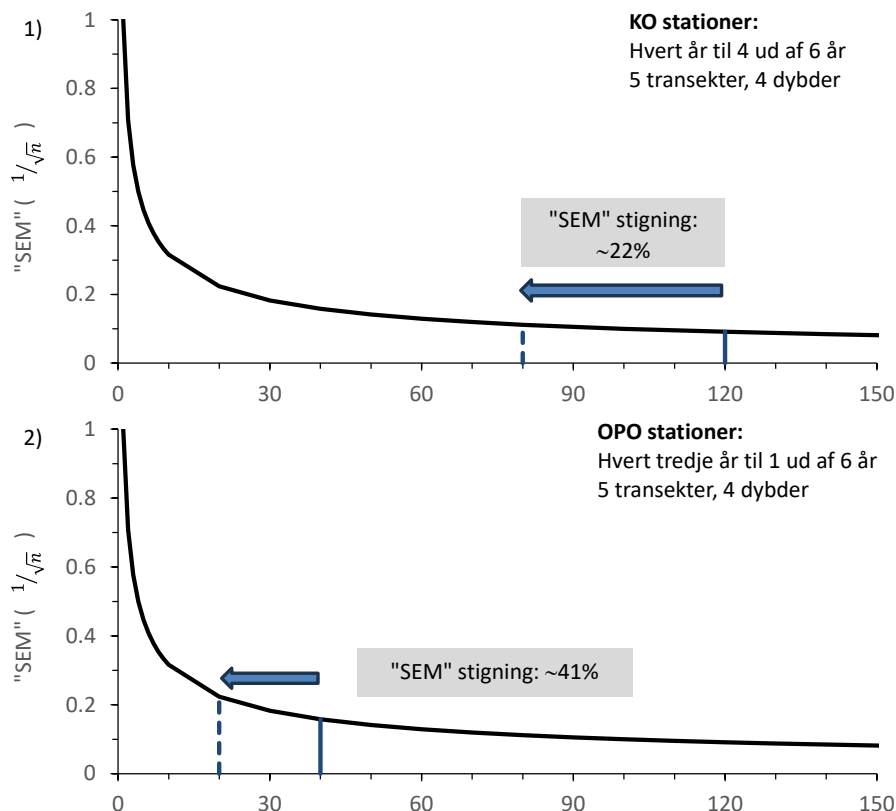 1)
KO stationer:
Hvert år til 4 ud af 6 år
5 transekter, 4 dybder
"SEM" ( 1/√n )
1
0.8
0.6
0.4
0.2
0
"SEM" stigning:
~22%
0 30 60 90 120 150
2)
OPO stationer:
Hvert tredje år til 1 ud af 6 år
5 transekter, 4 dybder
"SEM" ( 1/√n )
1
0.8
0.6
0.4
0.2
0
"SEM" stigning: ~41%
0 30 60 90 120 150